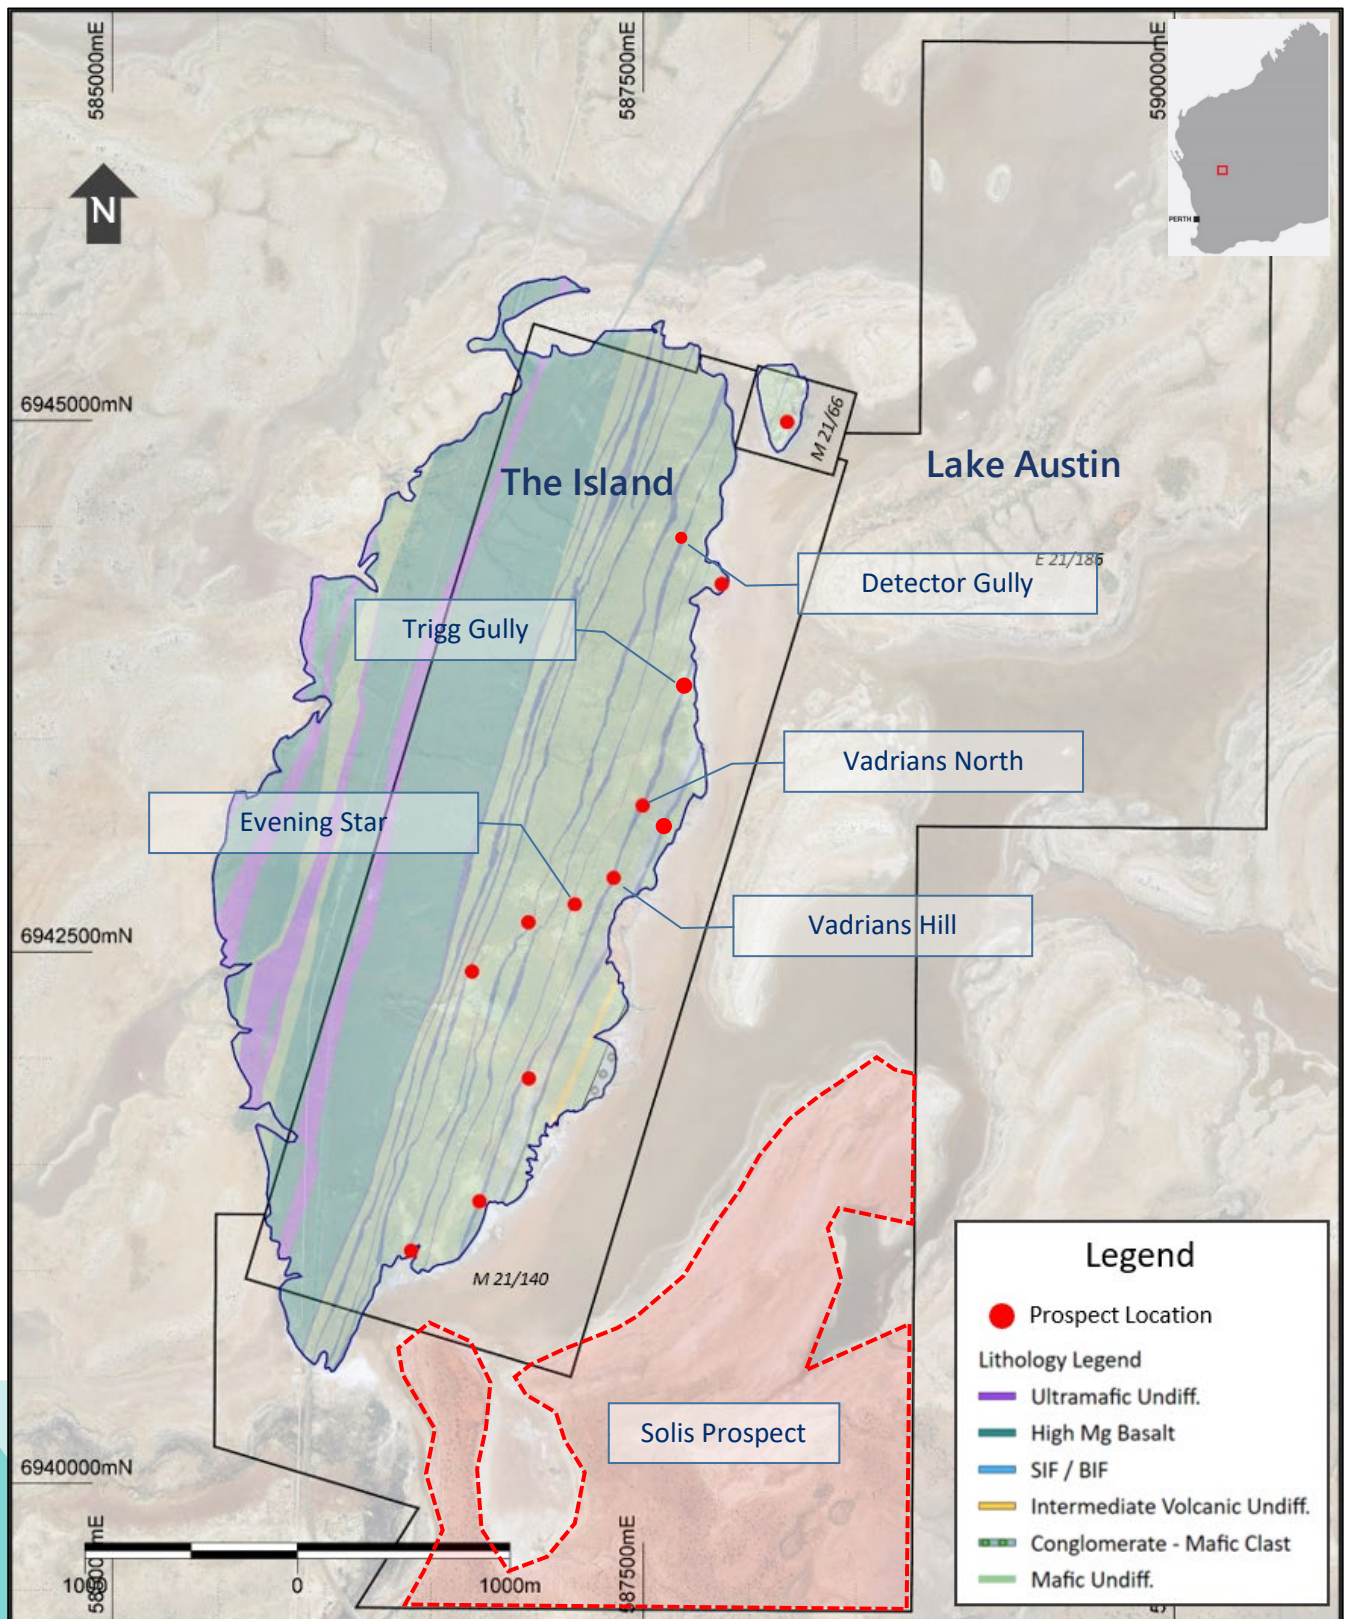 585000mE
587500mE
590000mE
N
PERTH
6945000mN
M 21/66
The Island
Lake Austin
E 21/186
Detector Gully
Trigg Gully
Vadrians North
Evening Star
Vadrians Hill
6942500mN
M 21/140
Solis Prospect
6940000mN
587500mE
0
1000m
Legend
Prospect Location
Lithology Legend
Ultramafic Undiff.
High Mg Basalt
SIF / BIF
Intermediate Volcanic Undiff.
Conglomerate - Mafic Clast
Mafic Undiff.